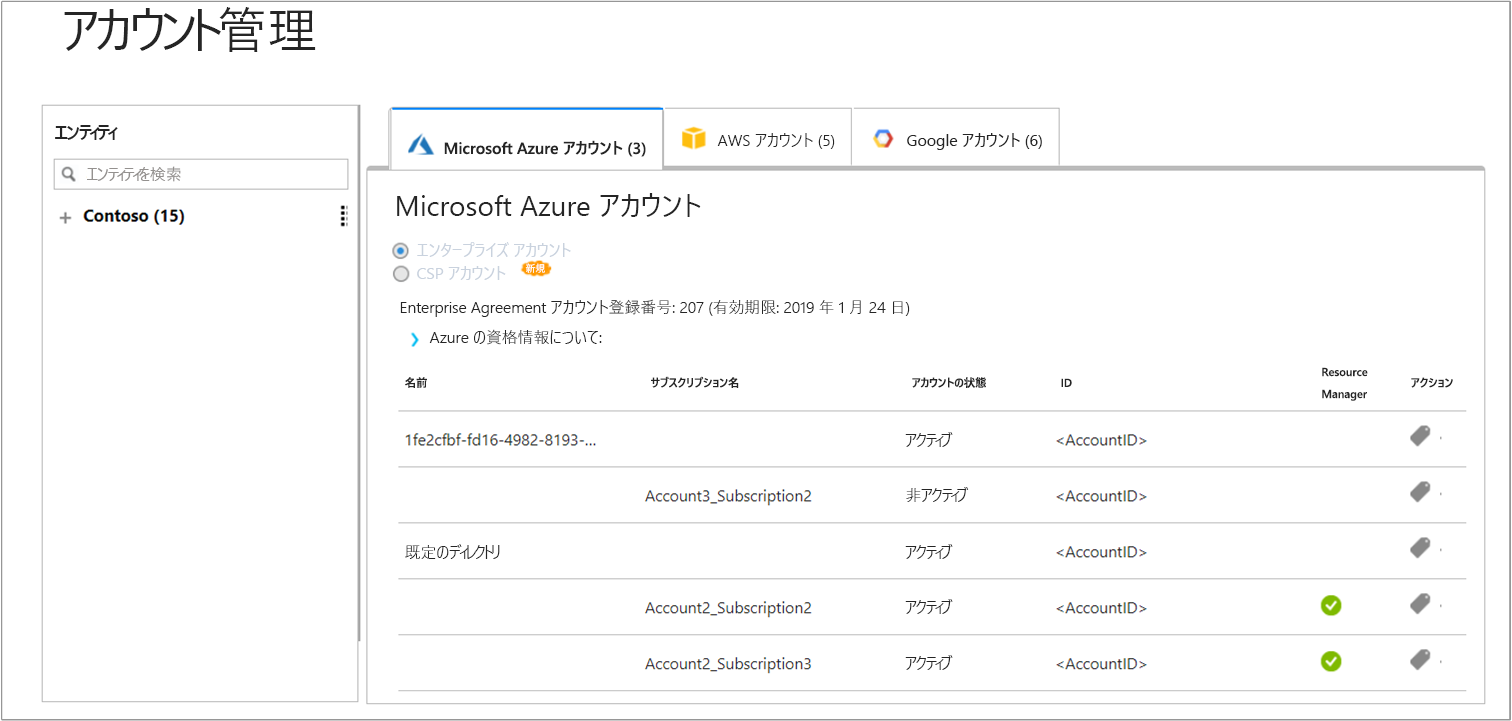 アカウント管理
エンティティ
エンティティを検索
Contoso (15)
Microsoft Azure アカウント (3)
AWS アカウント (5)
Google アカウント (6)
Microsoft Azure アカウント
エンタープライズ アカウント
CSP アカウント 新規
Enterprise Agreement アカウント登録番号: 207 (有効期限: 2019 年 1 月 24 日)
Azure の資格情報について:
名前 サブスクリプション名 アカウントの状態 ID Resource Manager アクション
1fe2cfbf-fd16-4982-8193-... アクティブ <AccountID>
Account3_Subscription2 非アクティブ <AccountID>
既定のディレクトリ アクティブ <AccountID>
Account2_Subscription2 アクティブ <AccountID>
Account2_Subscription3 アクティブ <AccountID>